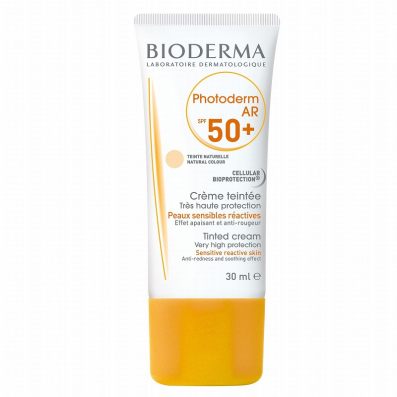 BIODERMA
LABORATOIRE DERMATOLOGIQUE
Photoderm
AR
SPF 50+
TEINTE NATURELLE
NATURAL COLOUR
CELLULAR
BIOPROTECTION®
Crème teintée
Très haute protection
Peaux sensibles réactives
Effet apaisant et anti-rougeur
Tinted cream
Very high protection
Sensitive reactive skin
Anti-redness and soothing effect
30 ml e